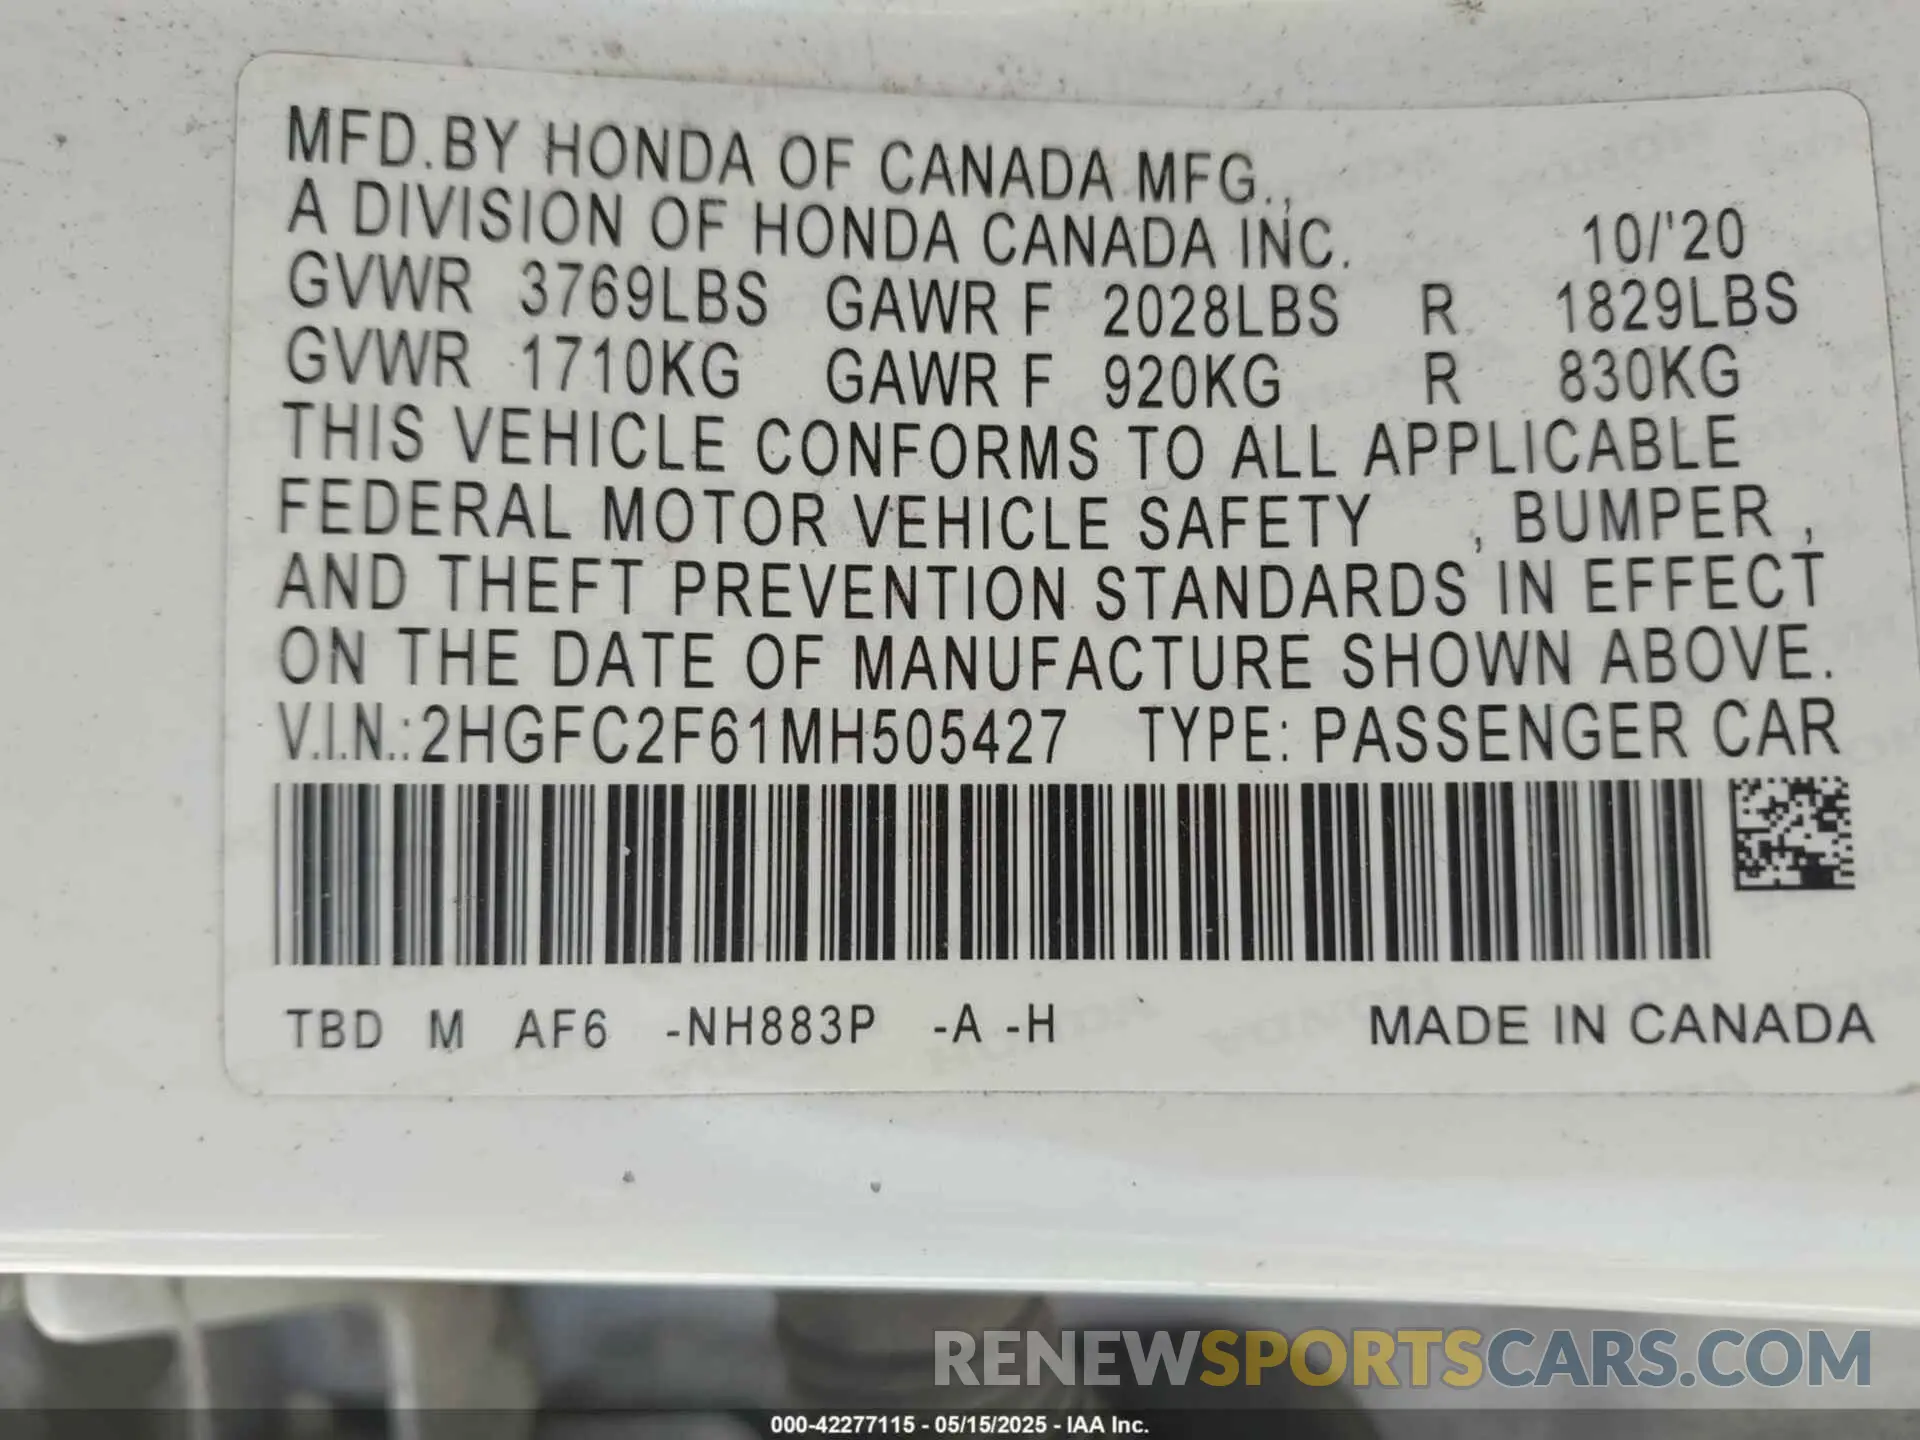 MFD.BY HONDA OF CANADA MFG.,
A DIVISION OF HONDA CANADA INC. 10/'20
GVWR 3769LBS GAWR F 2028LBS R 1829LBS
GVWR 1710KG GAWR F 920KG R 830KG
THIS VEHICLE CONFORMS TO ALL APPLICABLE
FEDERAL MOTOR VEHICLE SAFETY , BUMPER ,
AND THEFT PREVENTION STANDARDS IN EFFECT
ON THE DATE OF MANUFACTURE SHOWN ABOVE.
V.I.N.:2HGFC2F61MH505427 TYPE: PASSENGER CAR
TBD M AF6 -NH883P -A -H MADE IN CANADA
RENEWSPORTSCARS.COM
000-42277115 - 05/15/2025 - IAA Inc.